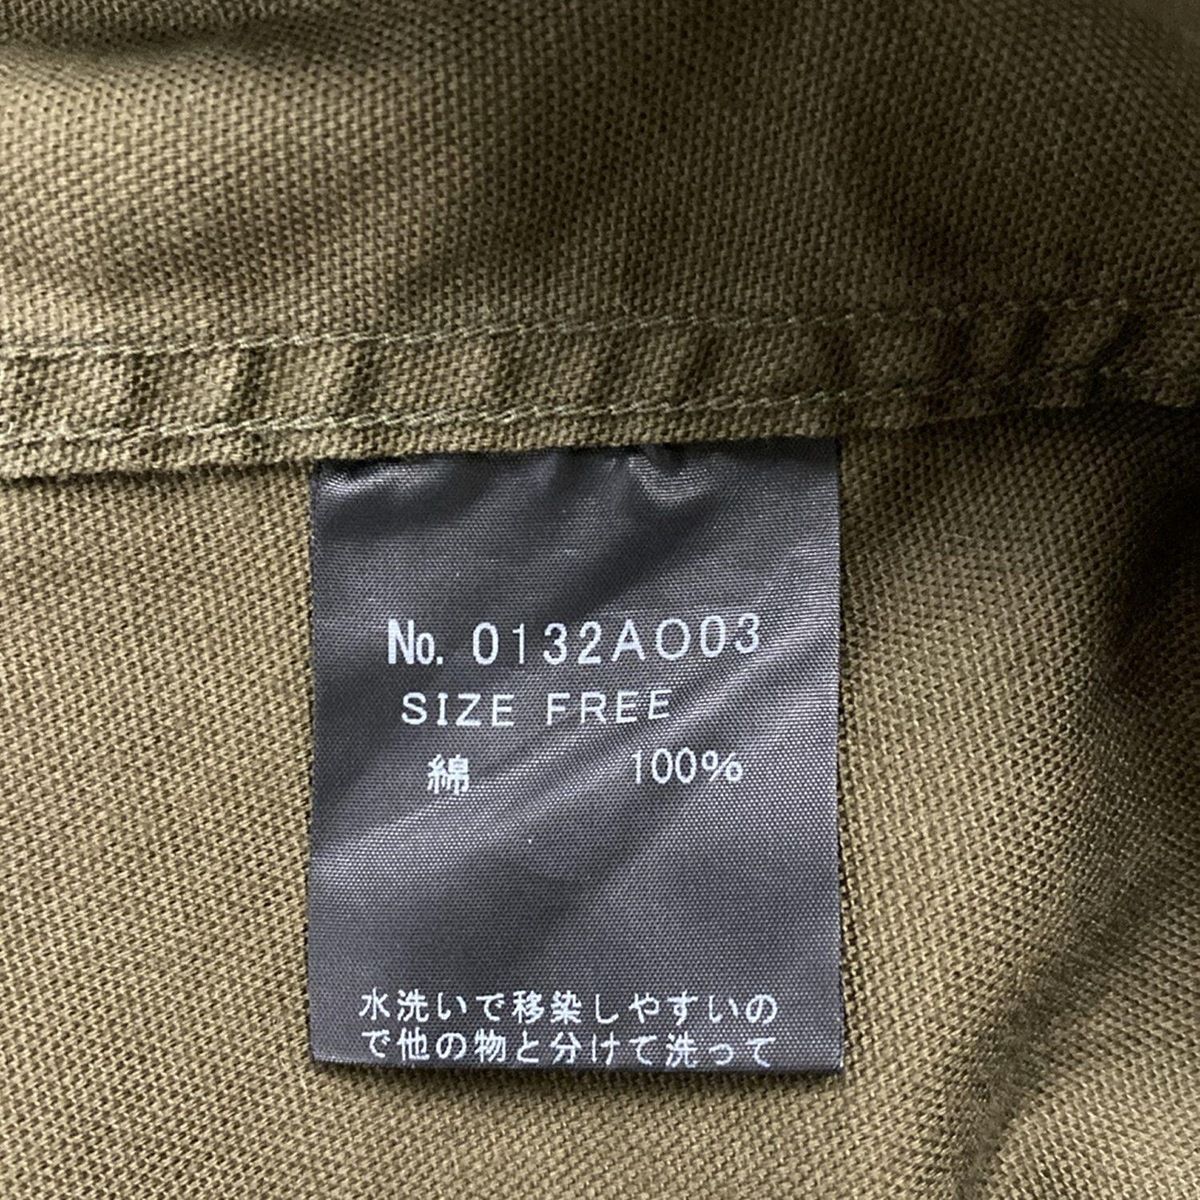 No. 0132AO03
SIZE FREE
綿 100%
水洗いで移染しやすいの
で他の物と分けて洗って